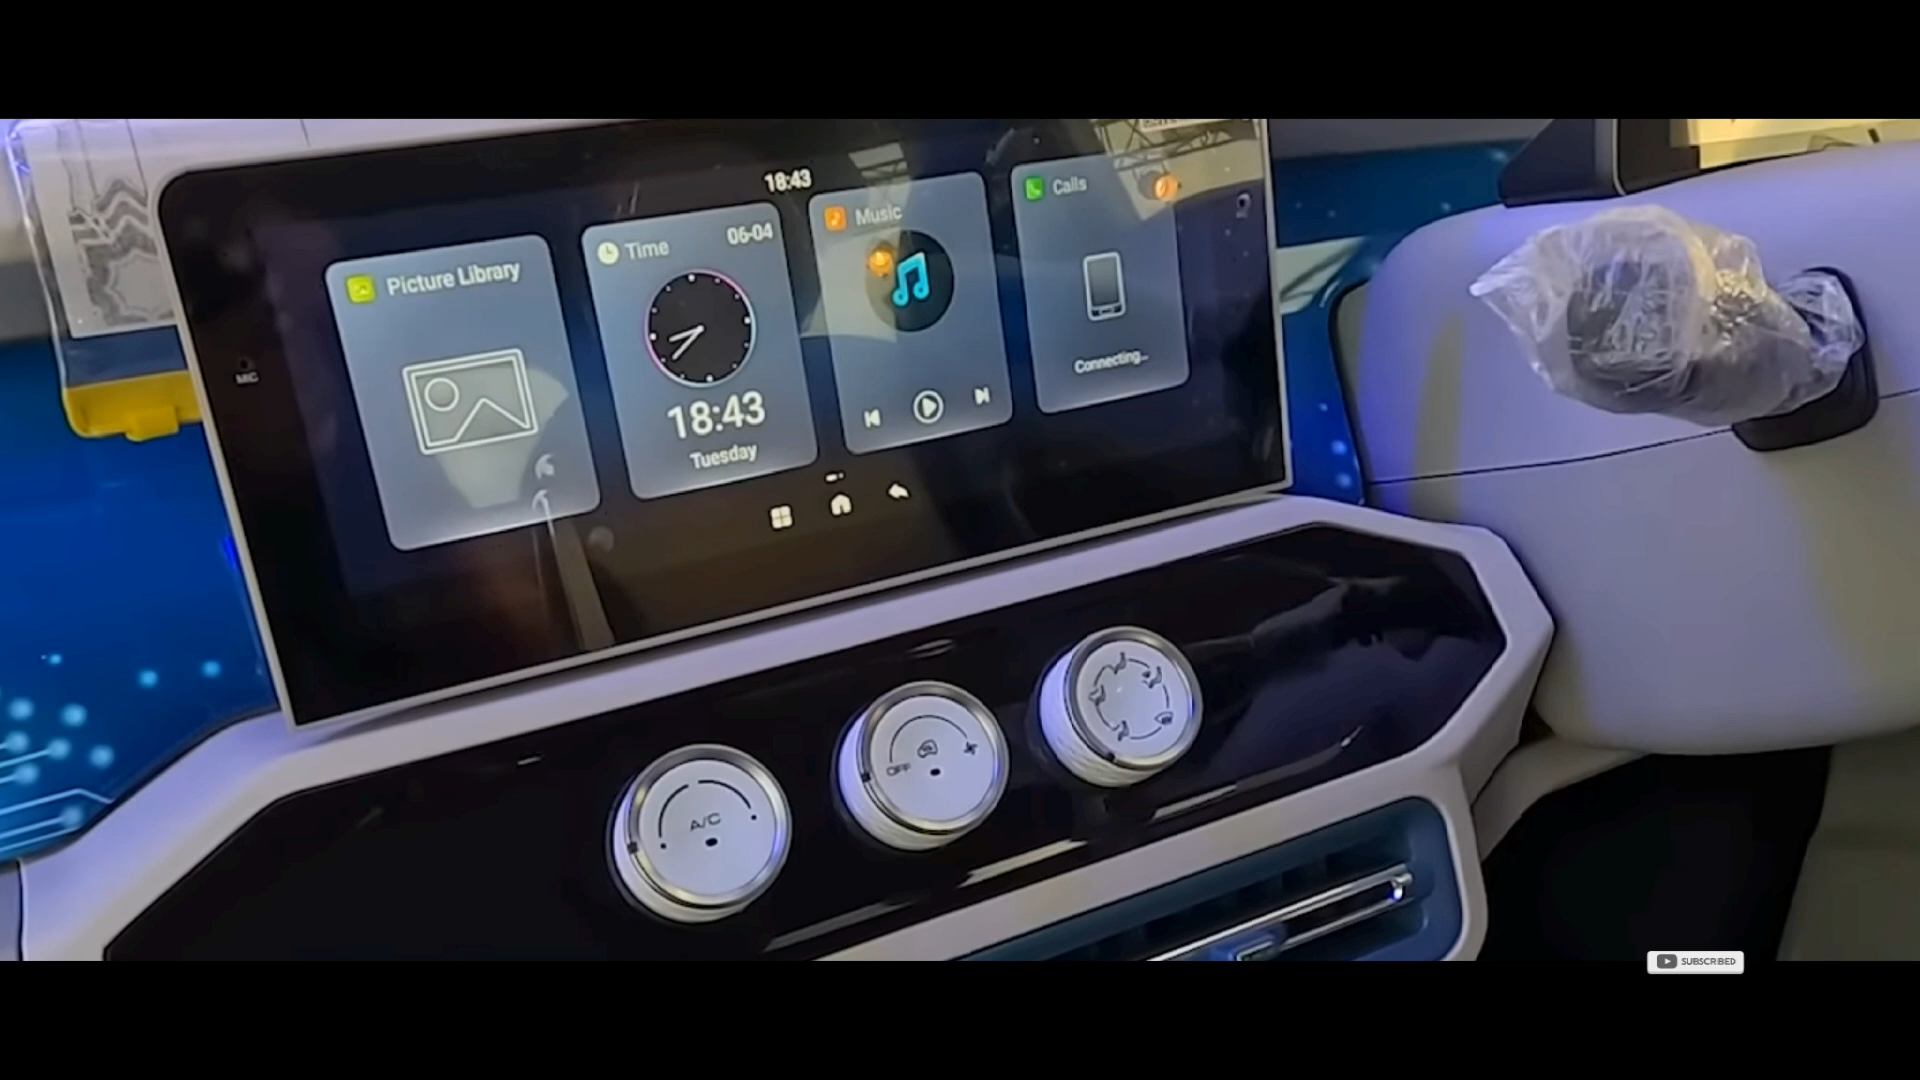 18:43
Picture Library
Time
06-04
18:43
Tuesday
Music
Calls
Connecting...
MIC
A/C
OFF
SUBSCRIBED